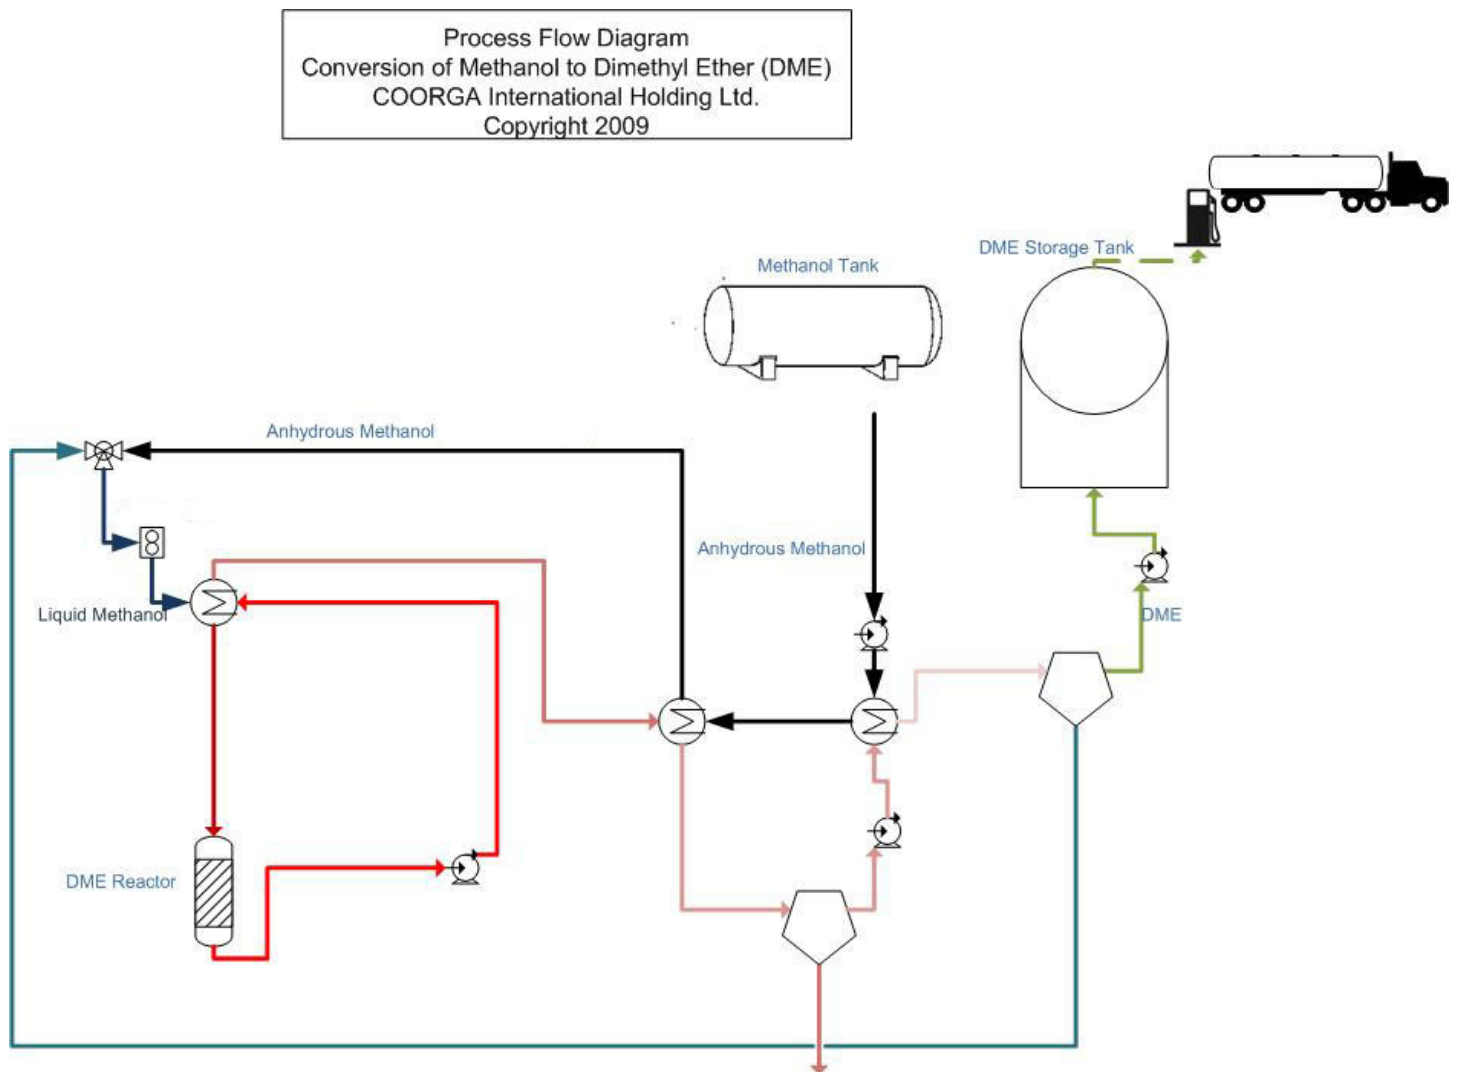 Process Flow Diagram
Conversion of Methanol to Dimethyl Ether (DME)
COORGA International Holding Ltd.
Copyright 2009
DME Storage Tank
Methanol Tank
Anhydrous Methanol
Anhydrous Methanol
Liquid Methanol
DME
DME Reactor